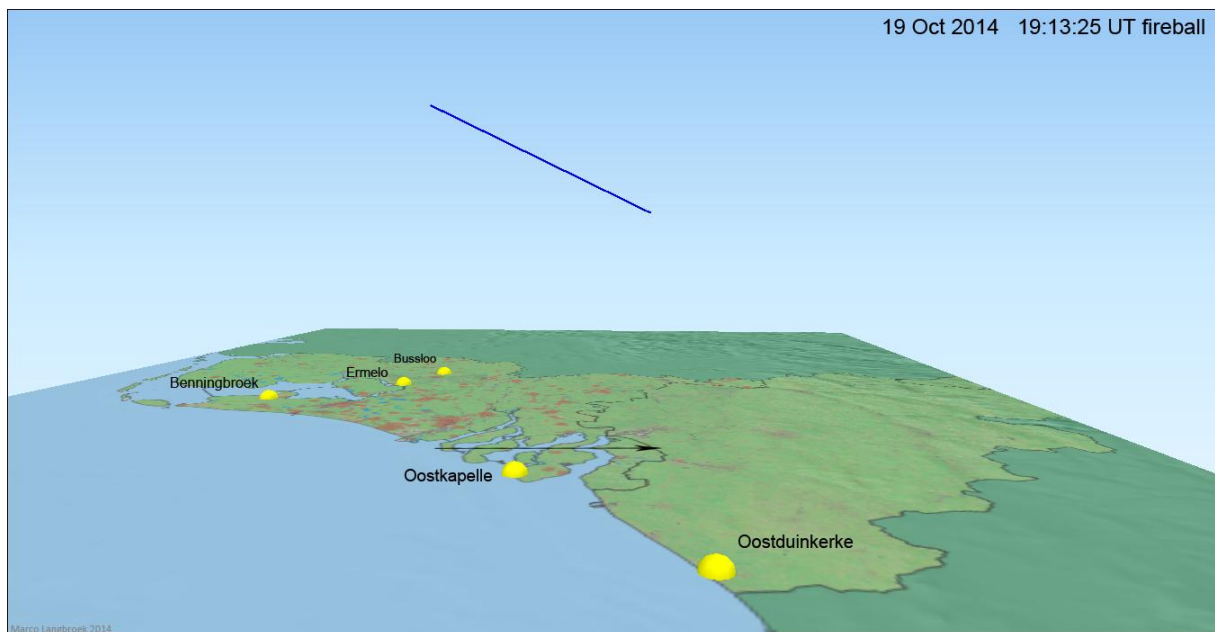 19 Oct 2014 19:13:25 UT fireball
Bussloo
Ermelo
Benningbroek
Oostkapelle
Oostduinkerke
Marco Langbroek 2014